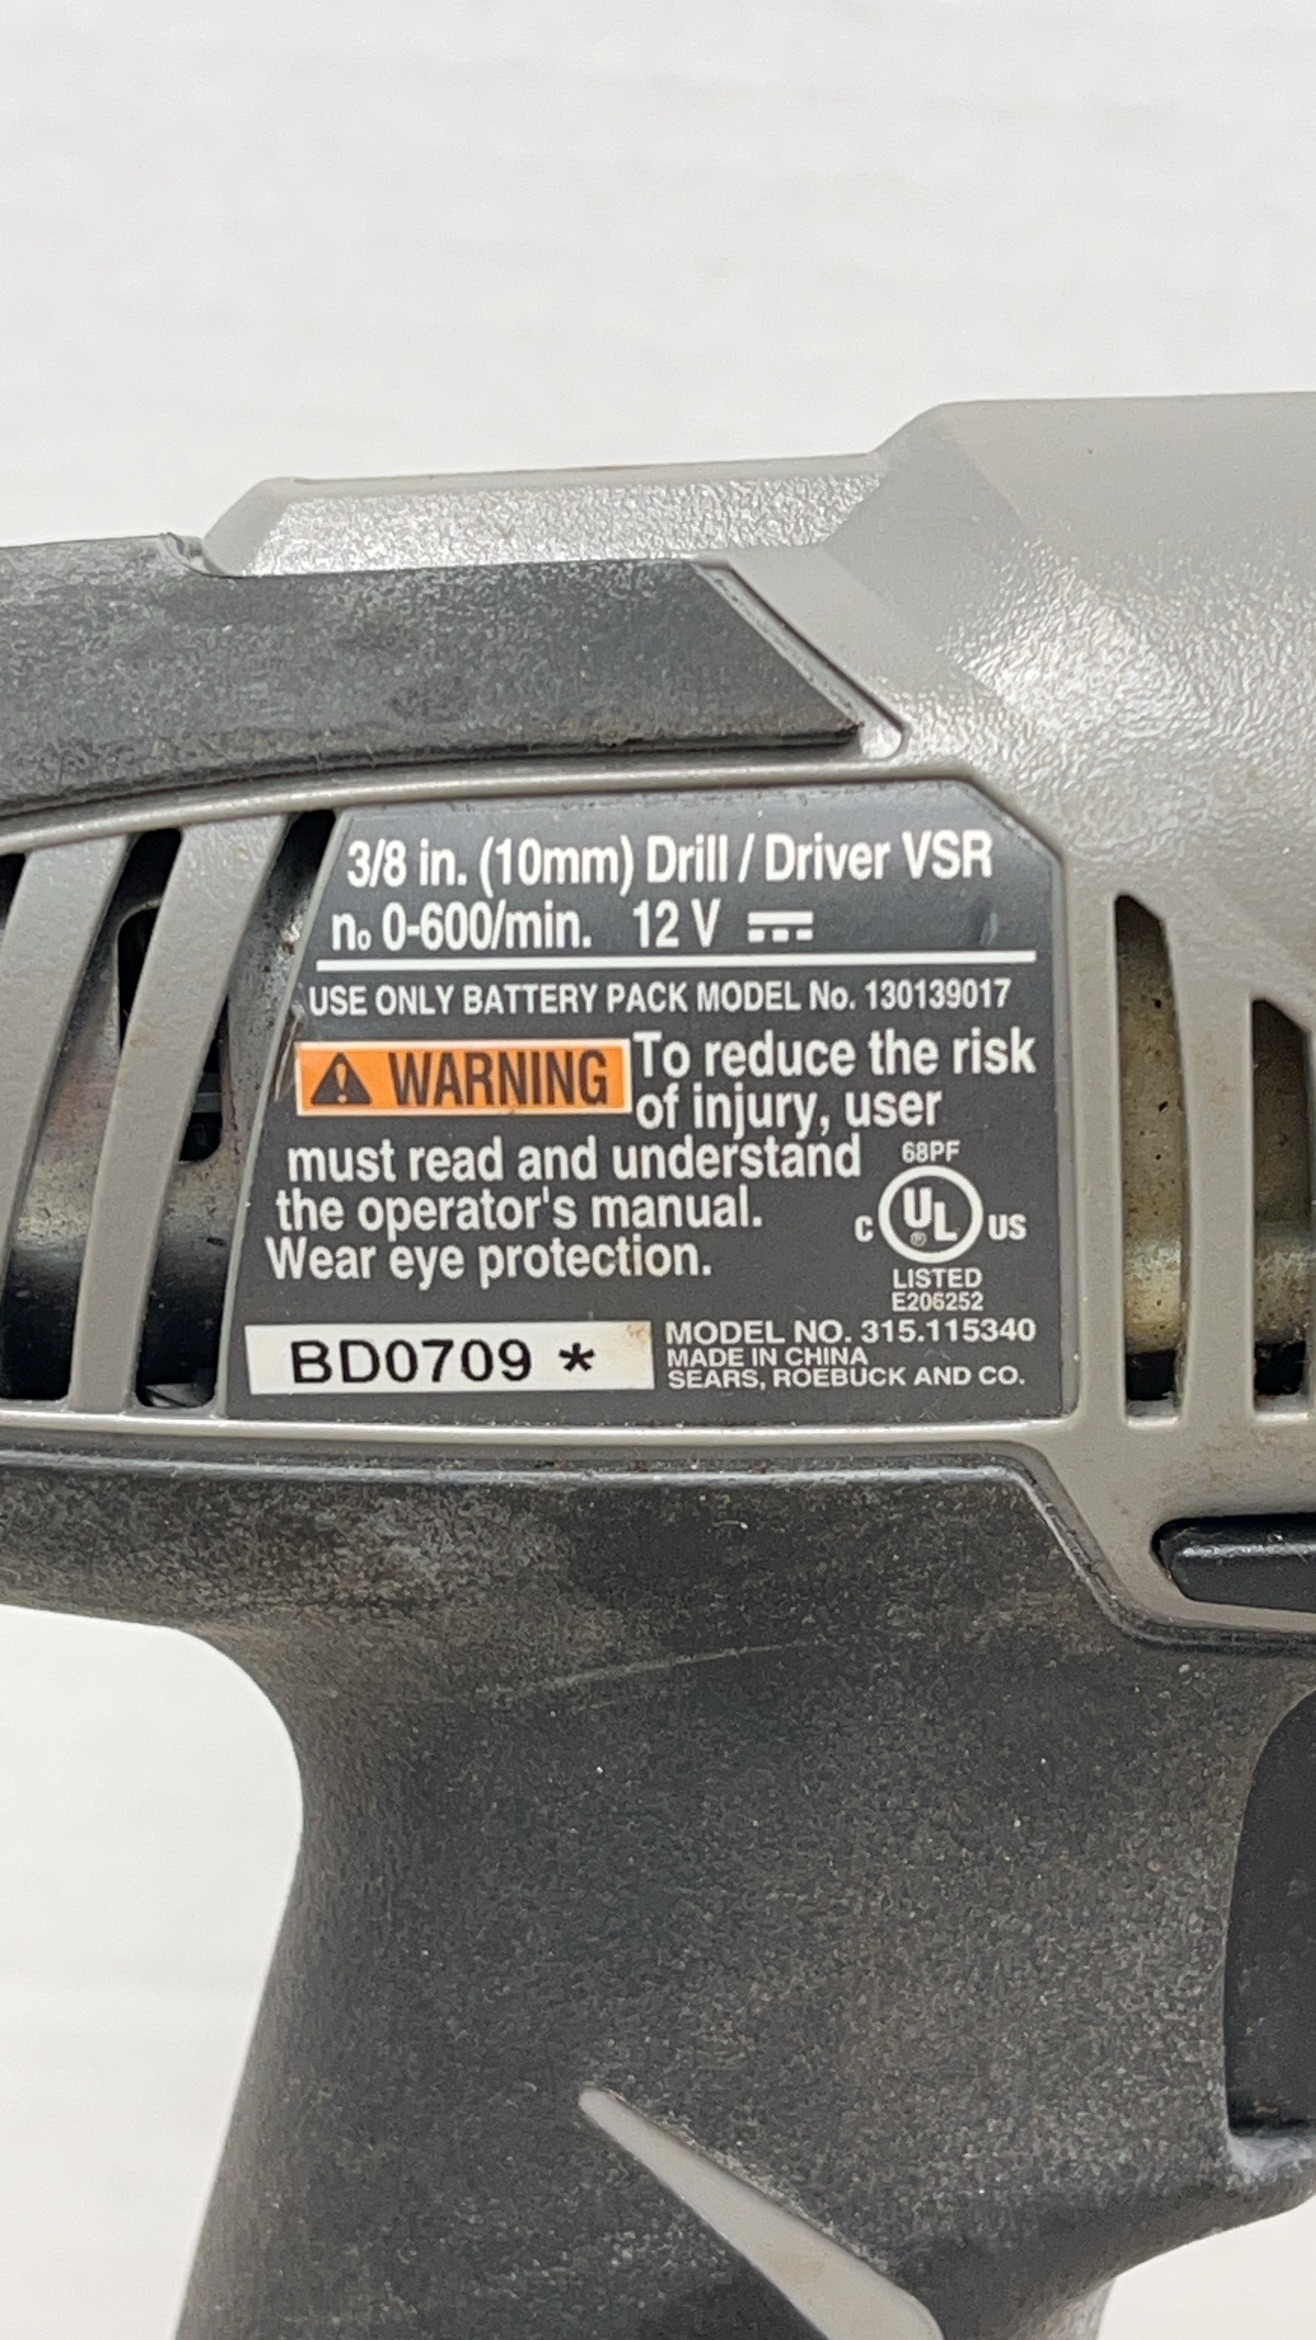 3/8 in. (10mm) Drill / Driver VSR
no 0-600/min. 12 V
USE ONLY BATTERY PACK MODEL No. 130139017
WARNING To reduce the risk
of injury, user
must read and understand
the operator's manual.
Wear eye protection.
68PF
C UL ® US
LISTED
E206252
BD0709 *
MODEL NO. 315.115340
MADE IN CHINA
SEARS, ROEBUCK AND CO.